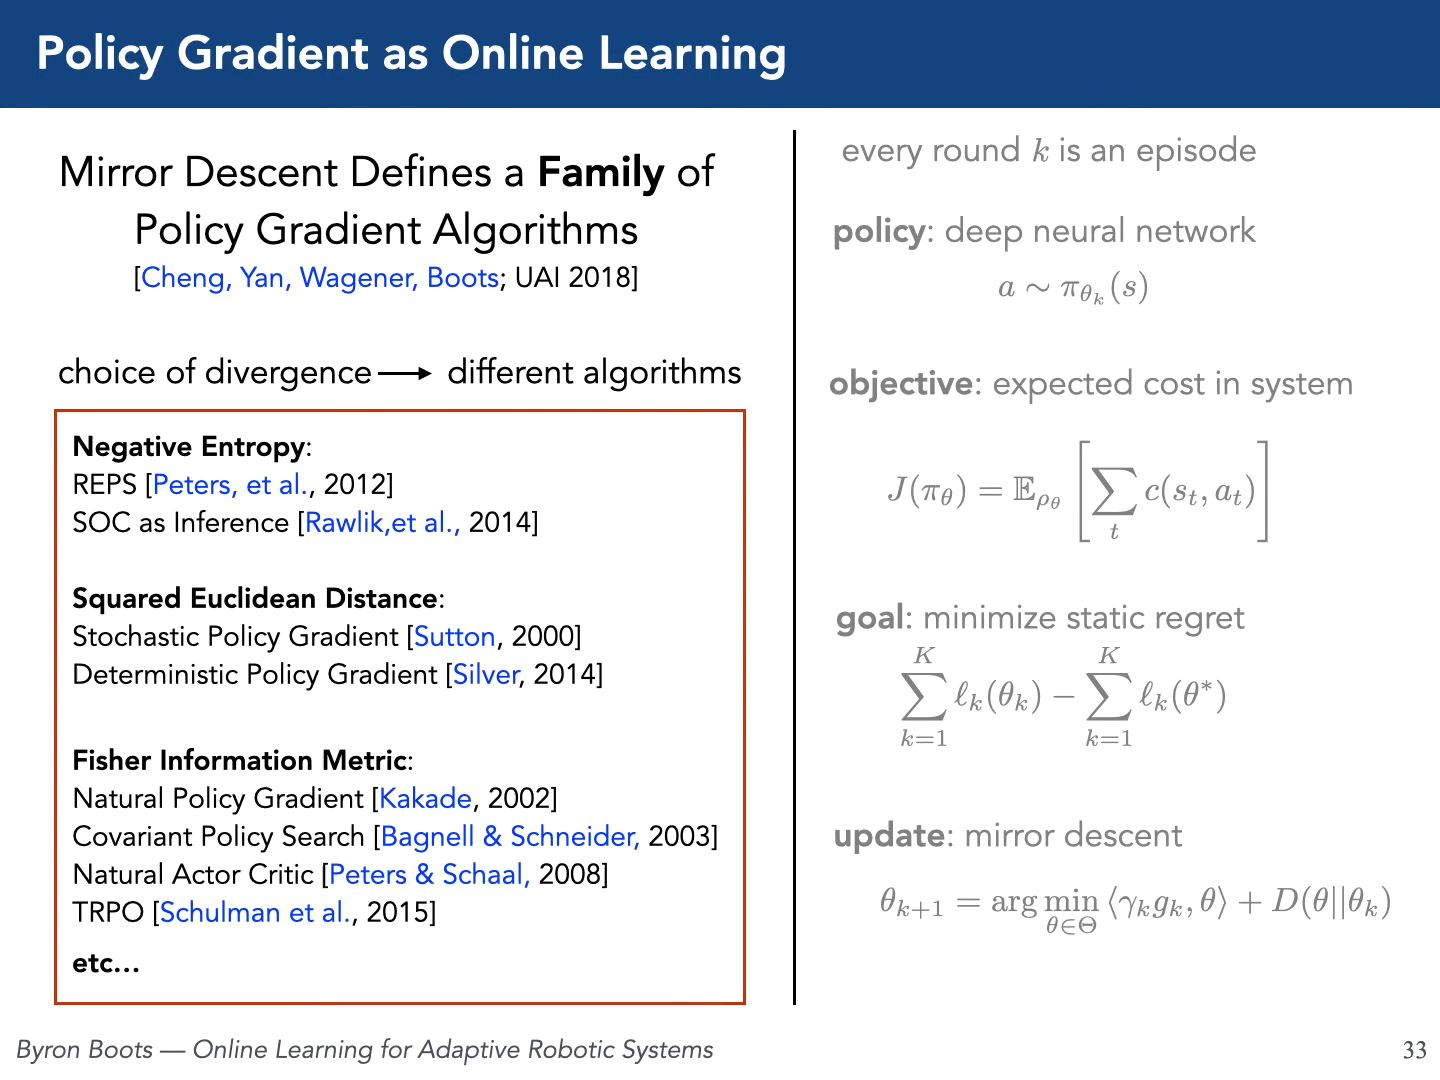 Policy Gradient as Online Learning
Mirror Descent Defines a Family of
Policy Gradient Algorithms
[Cheng, Yan, Wagener, Boots; UAI 2018]
choice of divergence ⟶ different algorithms
Negative Entropy:
REPS [Peters, et al., 2012]
SOC as Inference [Rawlik,et al., 2014]
Squared Euclidean Distance:
Stochastic Policy Gradient [Sutton, 2000]
Deterministic Policy Gradient [Silver, 2014]
Fisher Information Metric:
Natural Policy Gradient [Kakade, 2002]
Covariant Policy Search [Bagnell & Schneider, 2003]
Natural Actor Critic [Peters & Schaal, 2008]
TRPO [Schulman et al., 2015]
etc…
every round k is an episode
policy: deep neural network
a ∼ π_{θ_k}(s)
objective: expected cost in system
J(π_θ) = 𝔼_{ρ_θ} [∑_t c(s_t, a_t)]
goal: minimize static regret
∑_{k=1}^{K} ℓ_k(θ_k) − ∑_{k=1}^{K} ℓ_k(θ*)
update: mirror descent
θ_{k+1} = arg min_{θ∈Θ} ⟨γ_k g_k, θ⟩ + D(θ||θ_k)
Byron Boots — Online Learning for Adaptive Robotic Systems
33